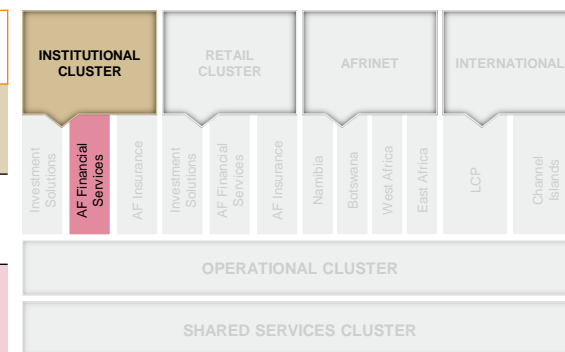 INSTITUTIONAL
CLUSTER
RETAIL
CLUSTER
AFRINET
INTERNATIONAL
Investment
Solutions
AF Financial
Services
AF Insurance
Investment
Solutions
AF Financial
Services
AF Insurance
Namibia
Botswana
West Africa
East Africa
LCP
Channel
Islands
OPERATIONAL CLUSTER
SHARED SERVICES CLUSTER